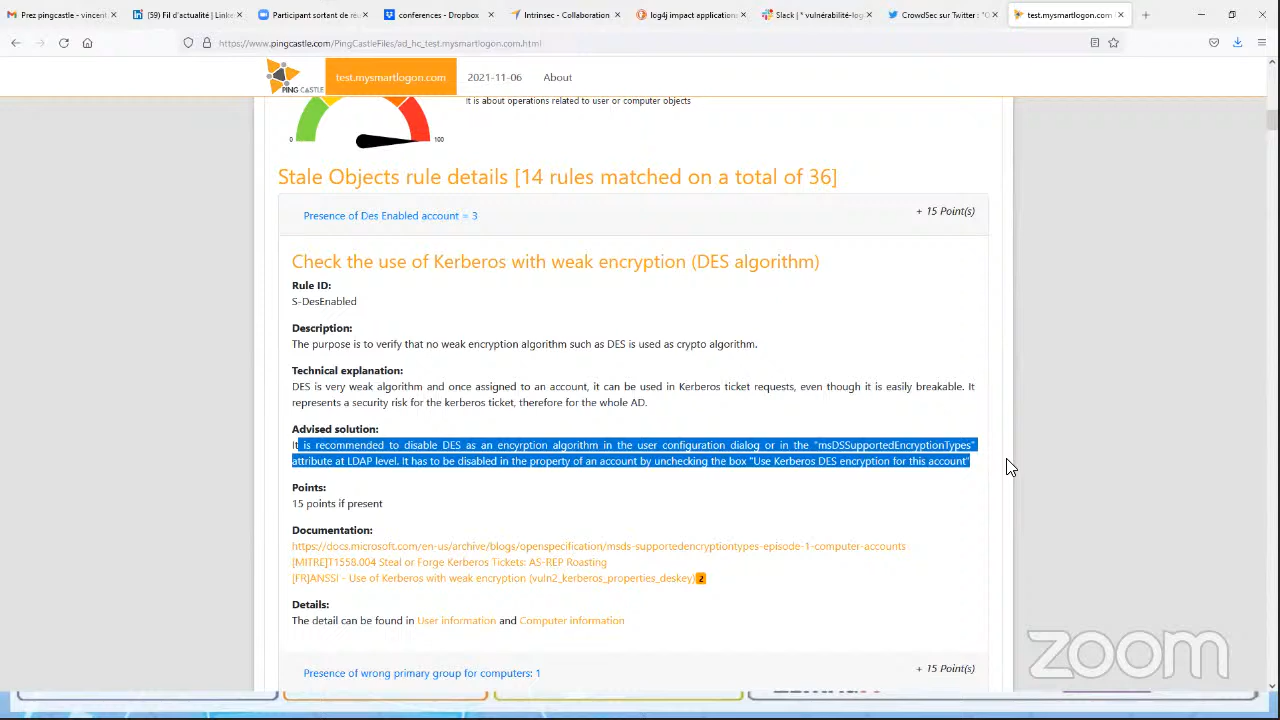 Prez pingcastle - vincent
(59) Fil d'actualité | Linke
Participant sertant de ré
conferences - Dropbox
Intrinsec - Collaboration
log4j impact applications
Slack | * vulnérabilité-log
CrowdSec sur Twitter : "
test.mysmartlogon.com
https://www.pingcastle.com/PingCastleFiles/ad_hc_test.mysmartlogon.com.html
PING CASTLE
test.mysmartlogon.com
2021-11-06
About
It is about operations related to user or computer objects
0
100
Stale Objects rule details [14 rules matched on a total of 36]
Presence of Des Enabled account = 3
+ 15 Point(s)
Check the use of Kerberos with weak encryption (DES algorithm)
Rule ID:
S-DesEnabled
Description:
The purpose is to verify that no weak encryption algorithm such as DES is used as crypto algorithm.
Technical explanation:
DES is very weak algorithm and once assigned to an account, it can be used in Kerberos ticket requests, even though it is easily breakable. It
represents a security risk for the kerberos ticket, therefore for the whole AD.
Advised solution:
It is recommended to disable DES as an encyrption algorithm in the user configuration dialog or in the "msDSSupportedEncryptionTypes"
attribute at LDAP level. It has to be disabled in the property of an account by unchecking the box "Use Kerberos DES encryption for this account"
Points:
15 points if present
Documentation:
https://docs.microsoft.com/en-us/archive/blogs/openspecification/msds-supportedencryptiontypes-episode-1-computer-accounts
[MITRE]T1558.004 Steal or Forge Kerberos Tickets: AS-REP Roasting
[FR]ANSSI - Use of Kerberos with weak encryption (vuln2_kerberos_properties_deskey)2
Details:
The detail can be found in User information and Computer information
zoom
Presence of wrong primary group for computers: 1
+ 15 Point(s)